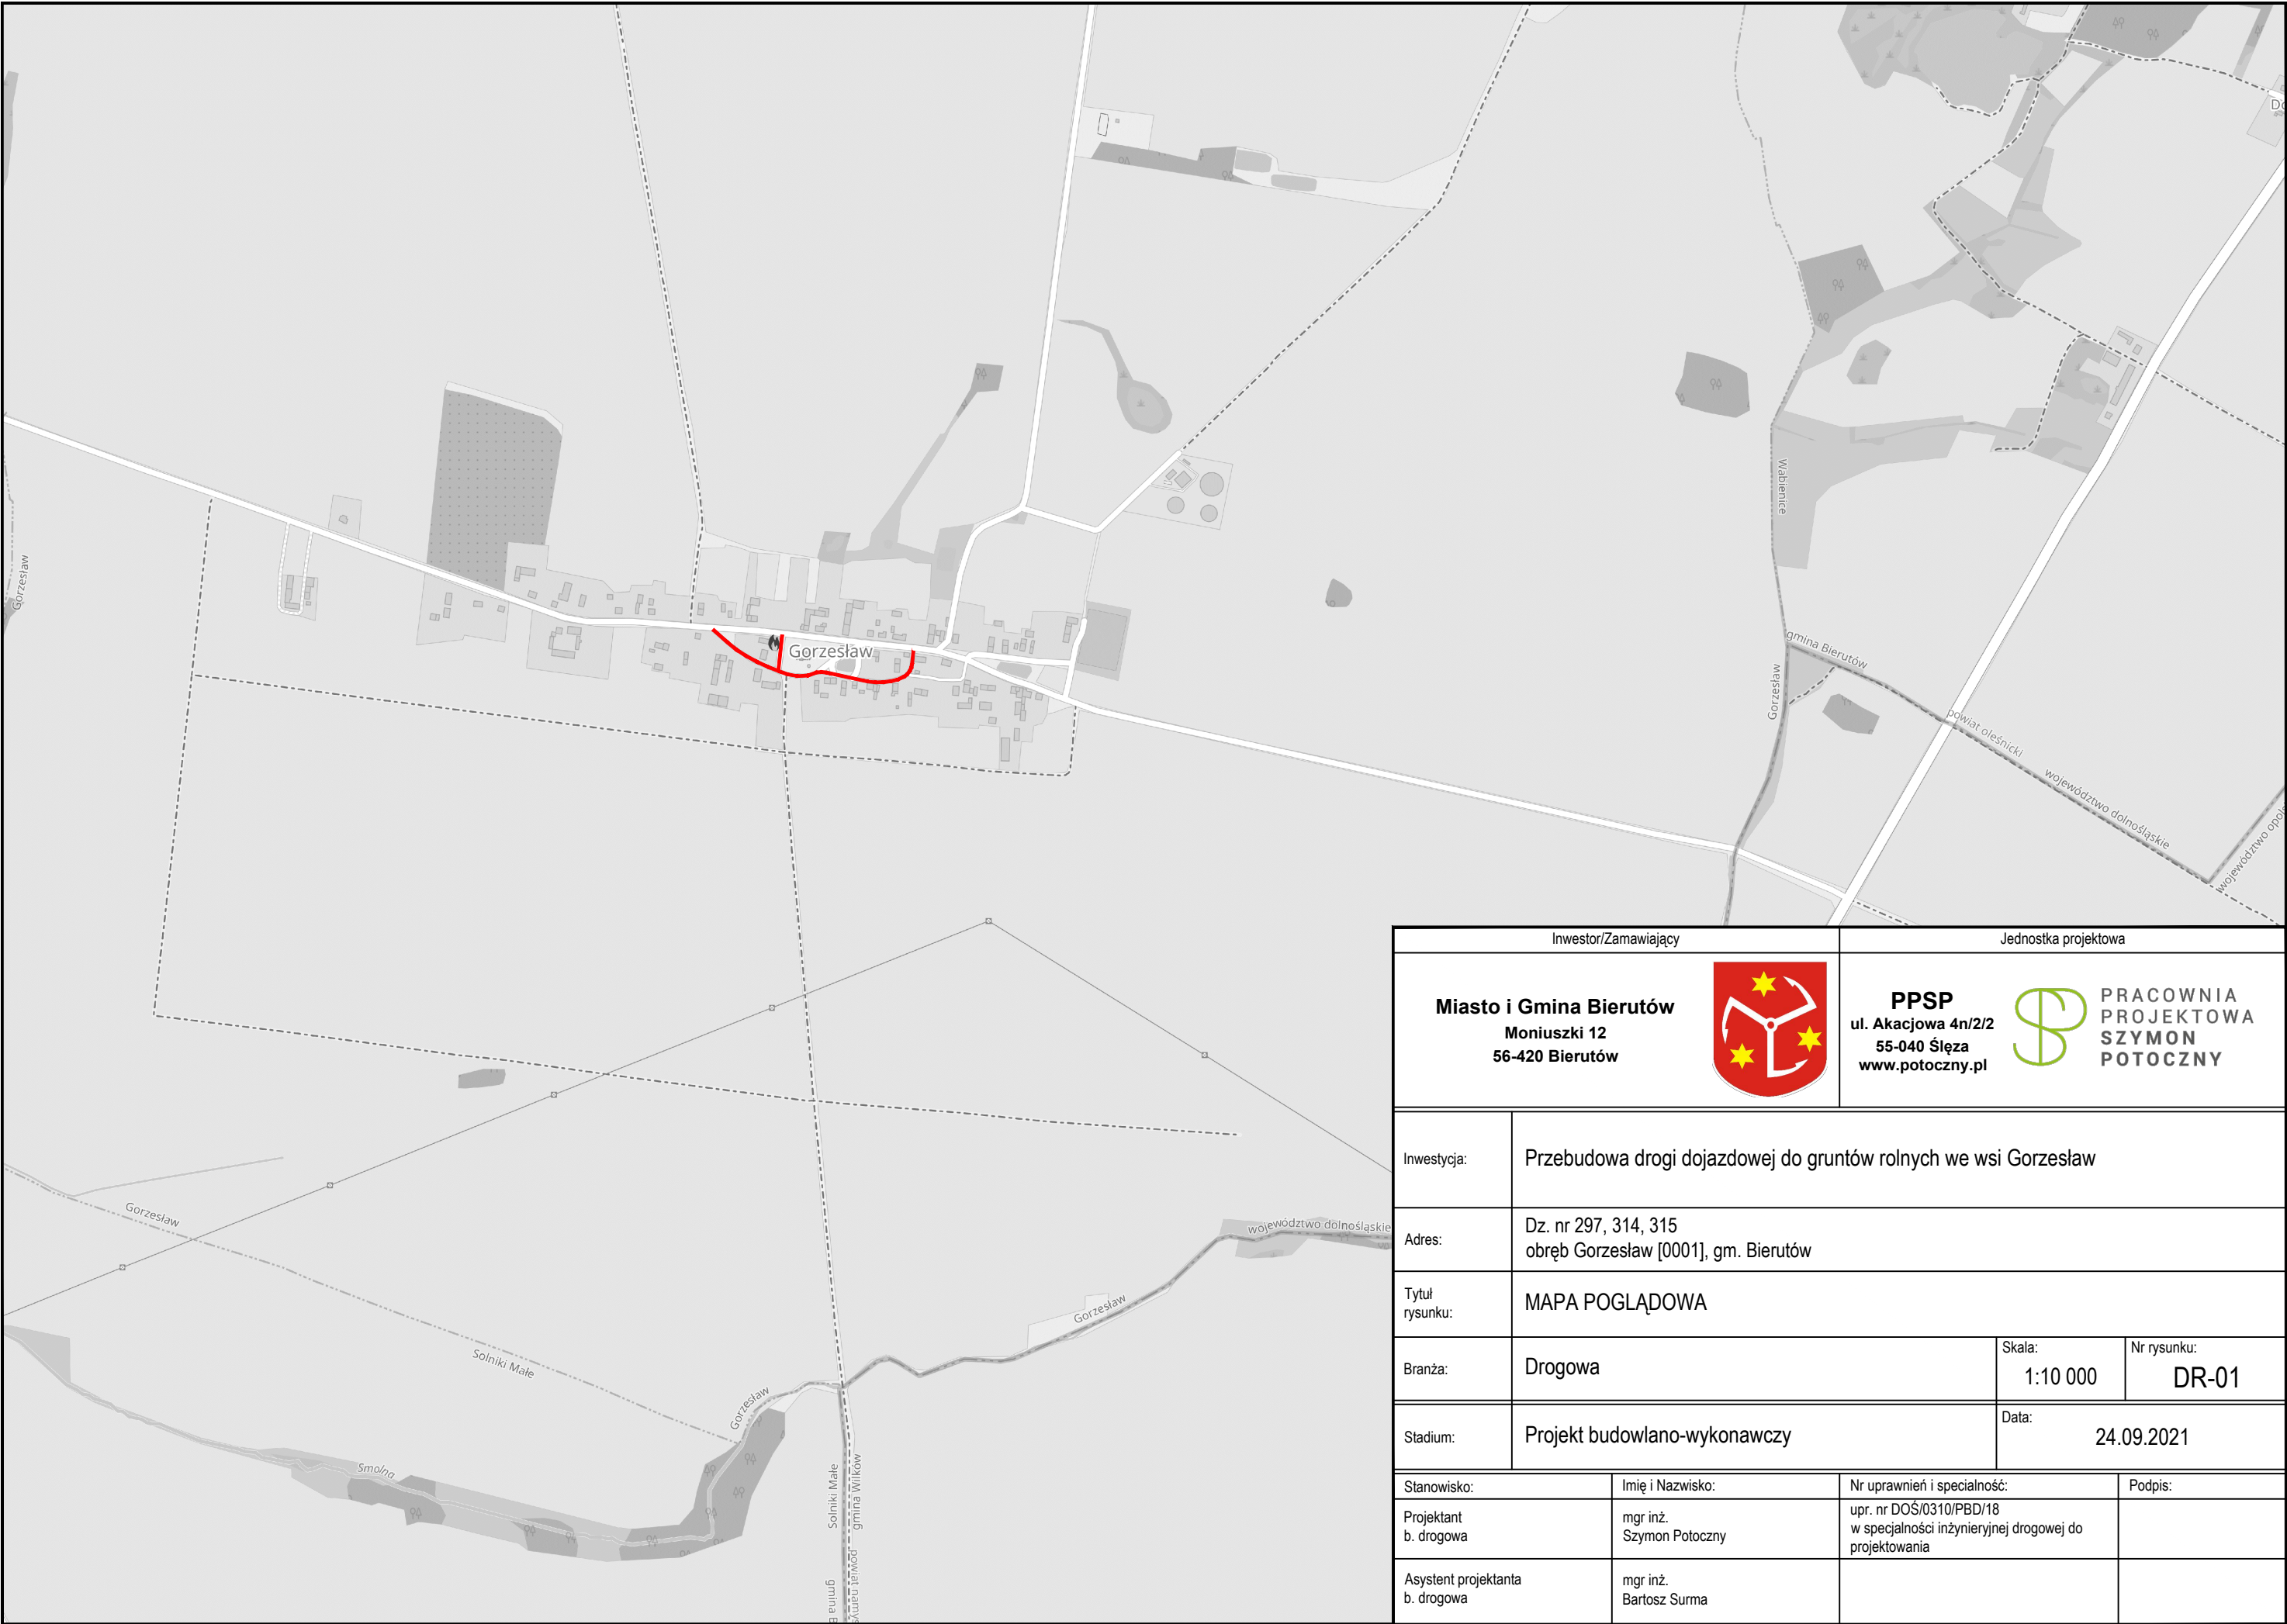 Do
Wabienice
Gorzesław
Gorzesław
gmina Bierutów
Gorzesław
powiat oleśnicki
województwo dolnośląskie
województwo opols
Gorzesław
województwo dolnośląskie
Gorzesław
Solniki Małe
Gorzesław
Smolna
Solniki Małe
gmina Wilków
gmina B
powiat namys
Inwestor/Zamawiający
Jednostka projektowa
Miasto i Gmina Bierutów
Moniuszki 12
56-420 Bierutów
PPSP
ul. Akacjowa 4n/2/2
55-040 Ślęza
www.potoczny.pl
PRACOWNIA
PROJEKTOWA
SZYMON
POTOCZNY
Inwestycja:
Przebudowa drogi dojazdowej do gruntów rolnych we wsi Gorzesław
Adres:
Dz. nr 297, 314, 315
obręb Gorzesław [0001], gm. Bierutów
Tytuł
rysunku:
MAPA POGLĄDOWA
Branża:
Drogowa
Skala:
1:10 000
Nr rysunku:
DR-01
Stadium:
Projekt budowlano-wykonawczy
Data:
24.09.2021
Stanowisko:
Imię i Nazwisko:
Nr uprawnień i specjalność:
Podpis:
Projektant
b. drogowa
mgr inż.
Szymon Potoczny
upr. nr DOŚ/0310/PBD/18
w specjalności inżynieryjnej drogowej do
projektowania
Asystent projektanta
b. drogowa
mgr inż.
Bartosz Surma